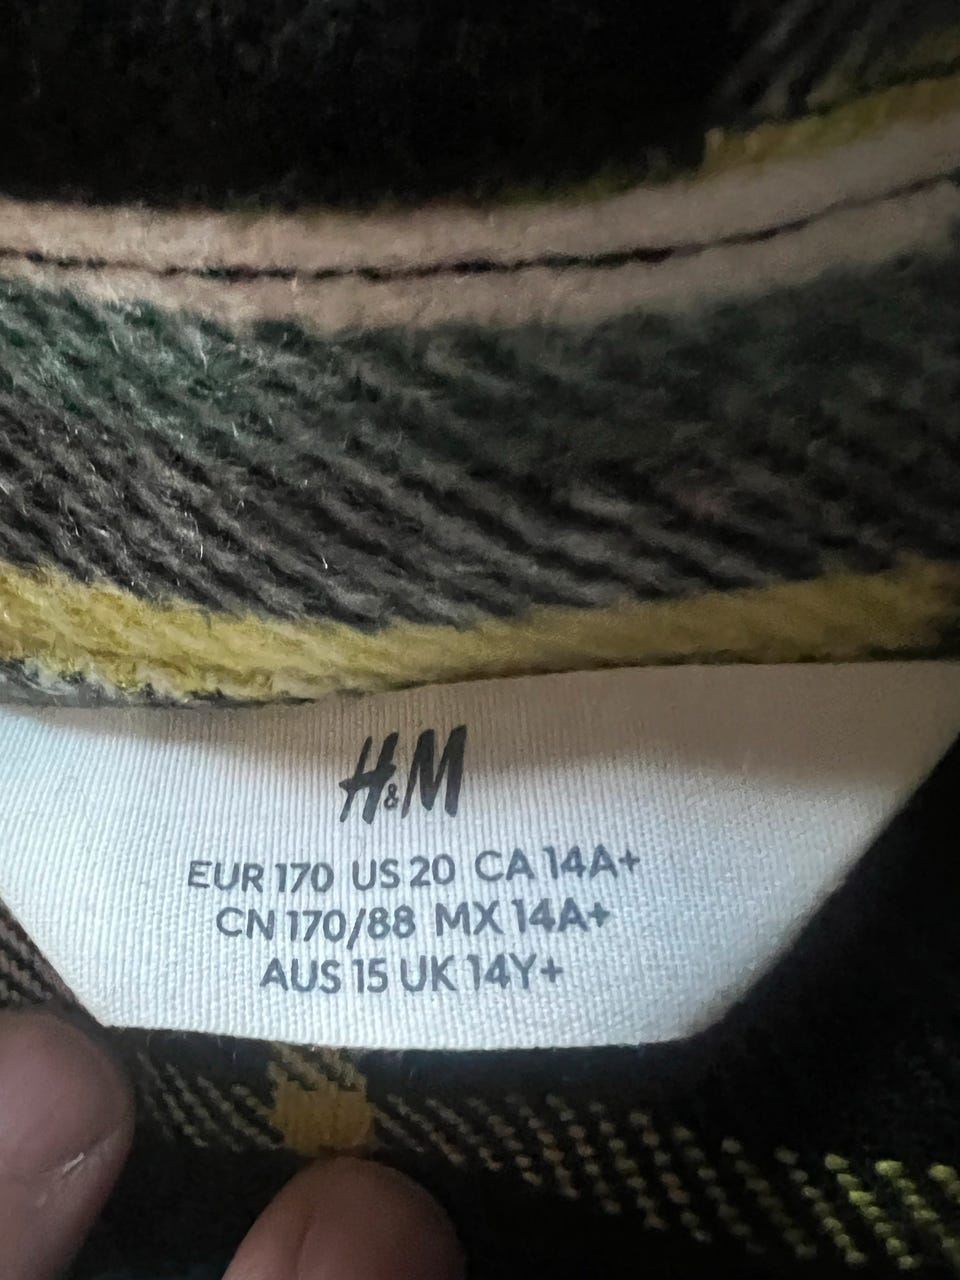 H&M
EUR 170 US 20 CA 14A+
CN 170/88 MX 14A+
AUS 15 UK 14Y+